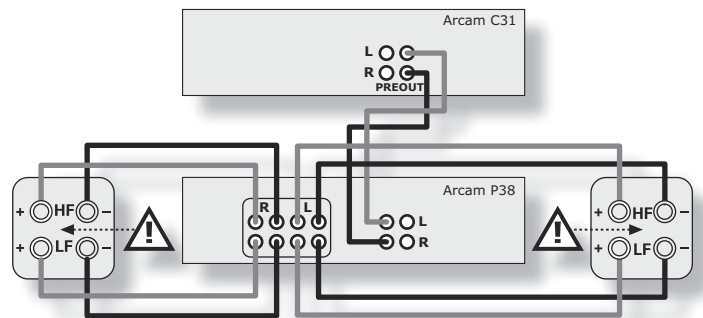 Arcam C31
L
R
PREOUT
Arcam P38
R L
L
R
+ HF –
+ LF –
!
!
+ HF –
+ LF –